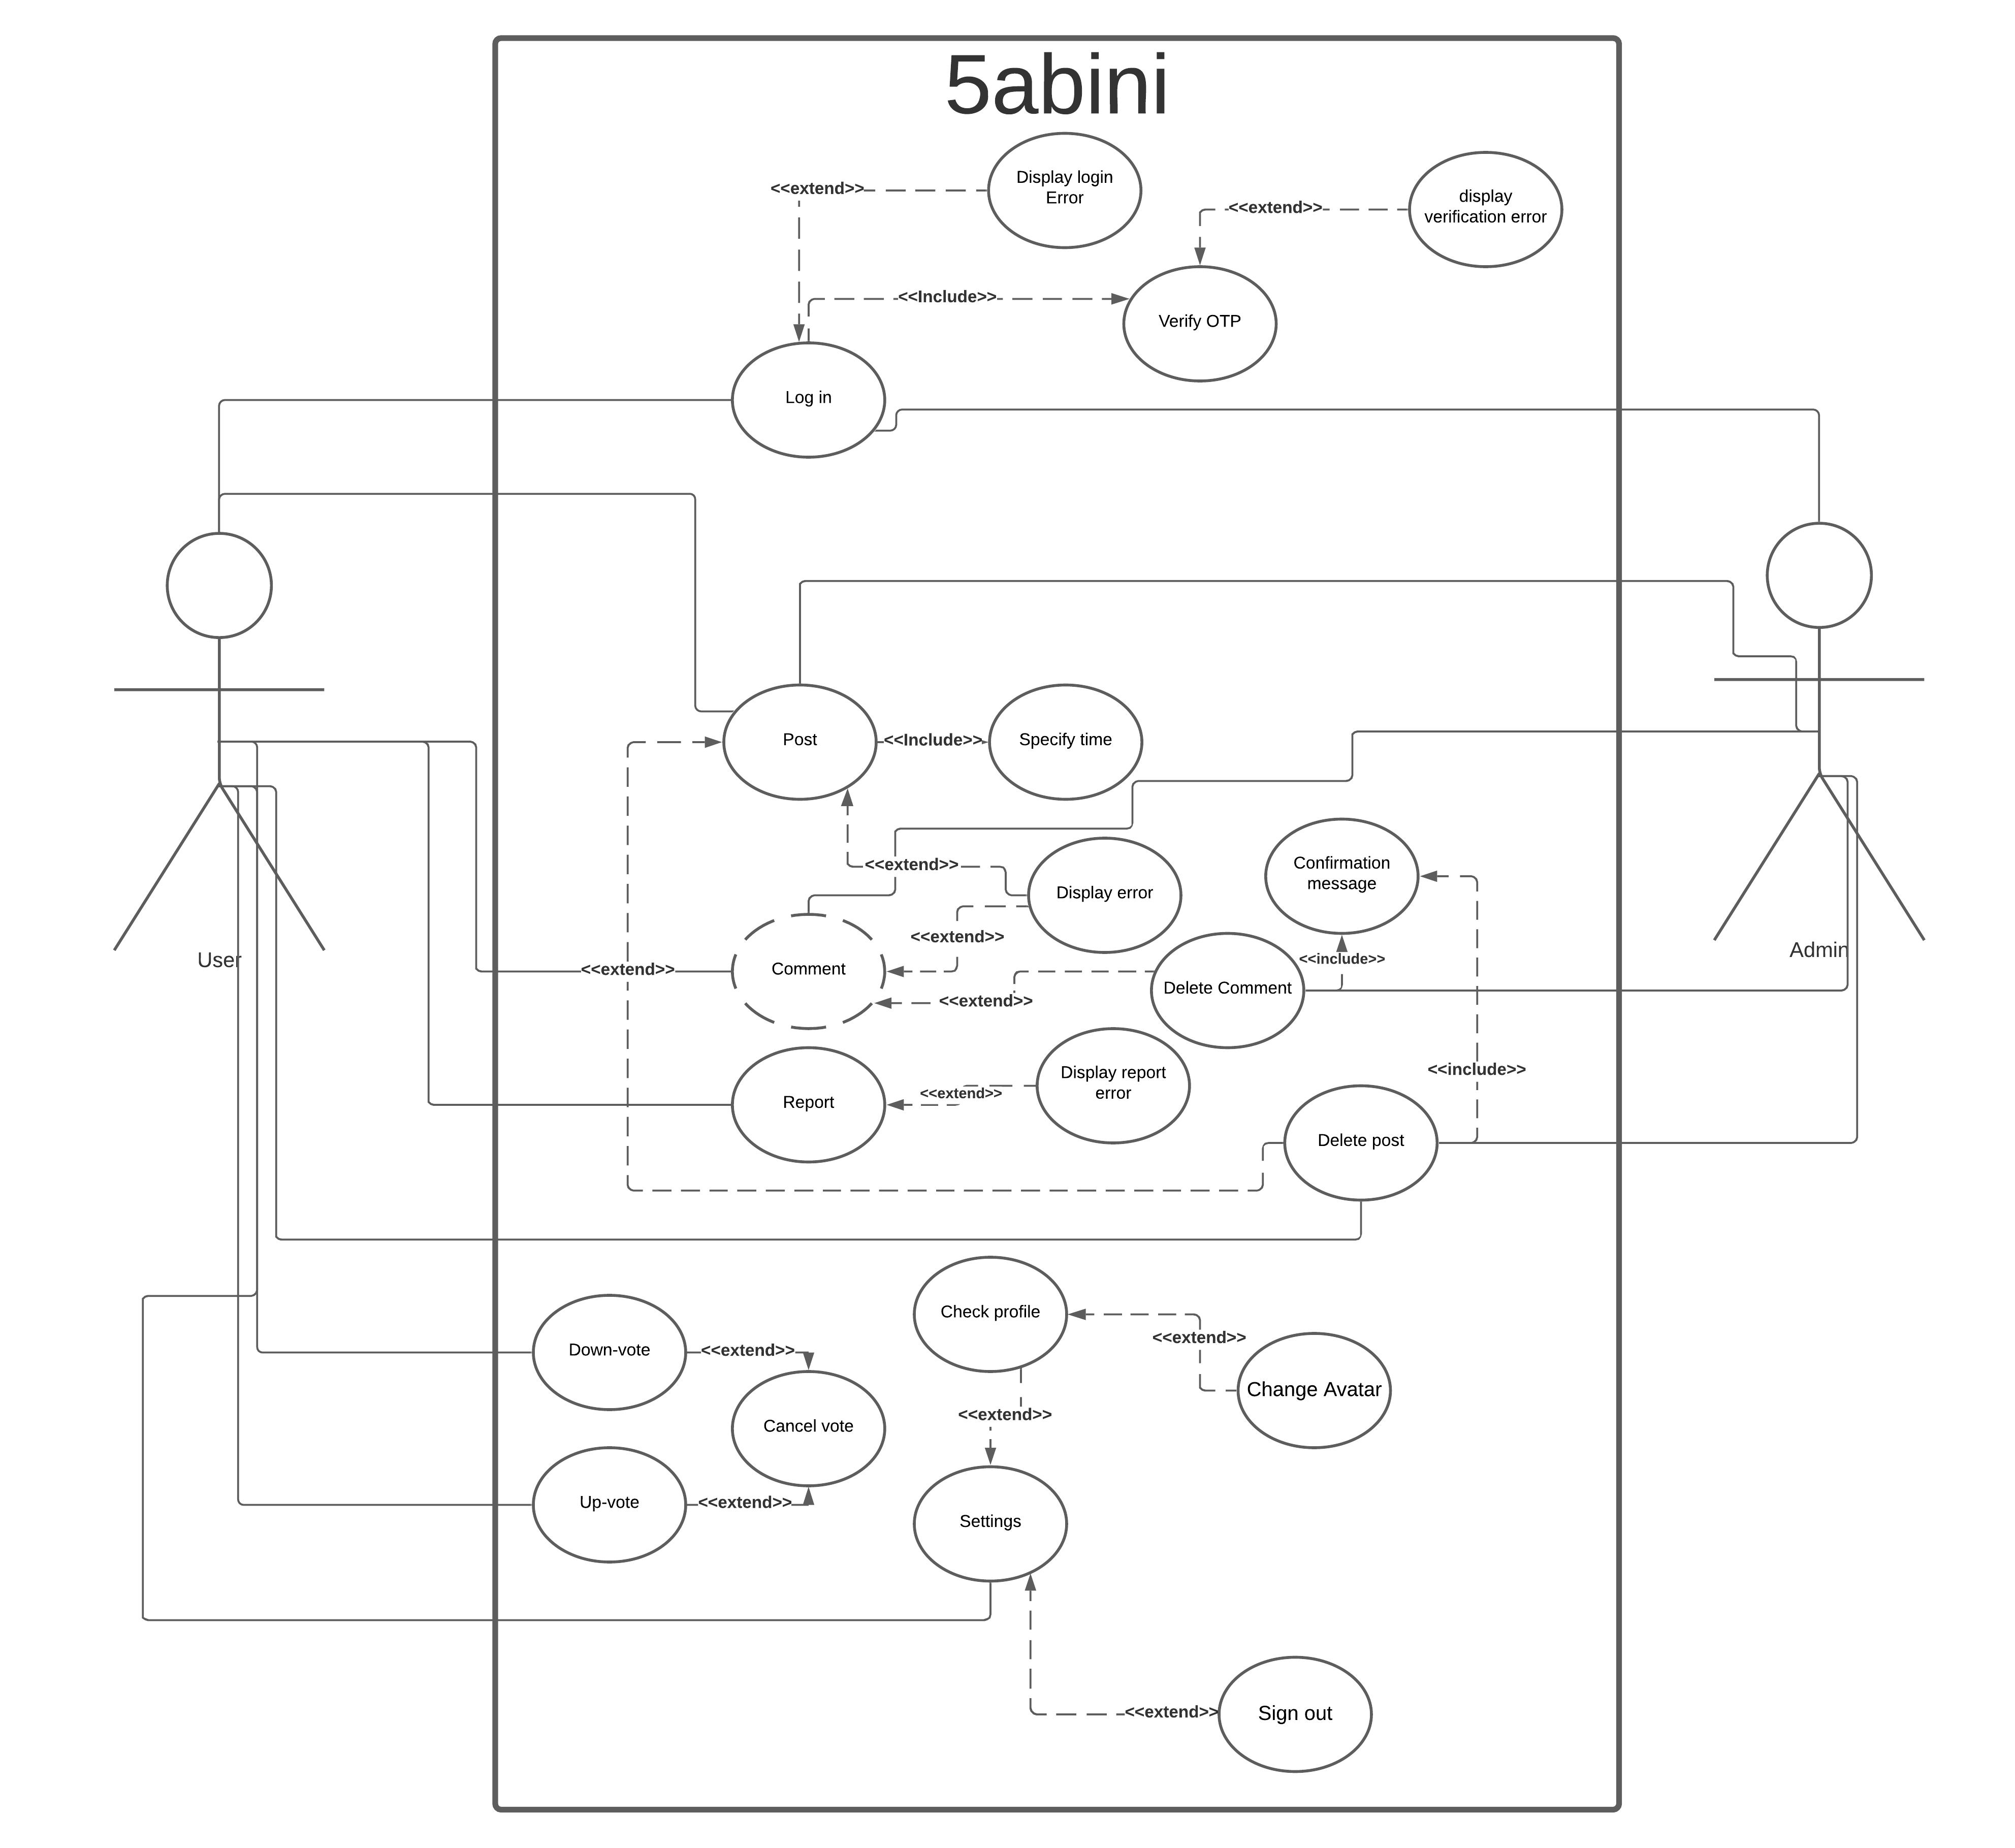 5abini
Display login
Error
<<extend>>
display
verification error
<<extend>>
<<Include>>
Verify OTP
Log in
Post
<<Include>>
Specify time
<<extend>>
Display error
Confirmation
message
<<extend>>
User
Admin
<<include>>
<<extend>>
Comment
Delete Comment
<<extend>>
<<include>>
Display report
error
<<extend>>
Report
Delete post
Check profile
<<extend>>
Down-vote
<<extend>>
Change Avatar
<<extend>>
Cancel vote
Up-vote
<<extend>>
Settings
<<extend>>
Sign out